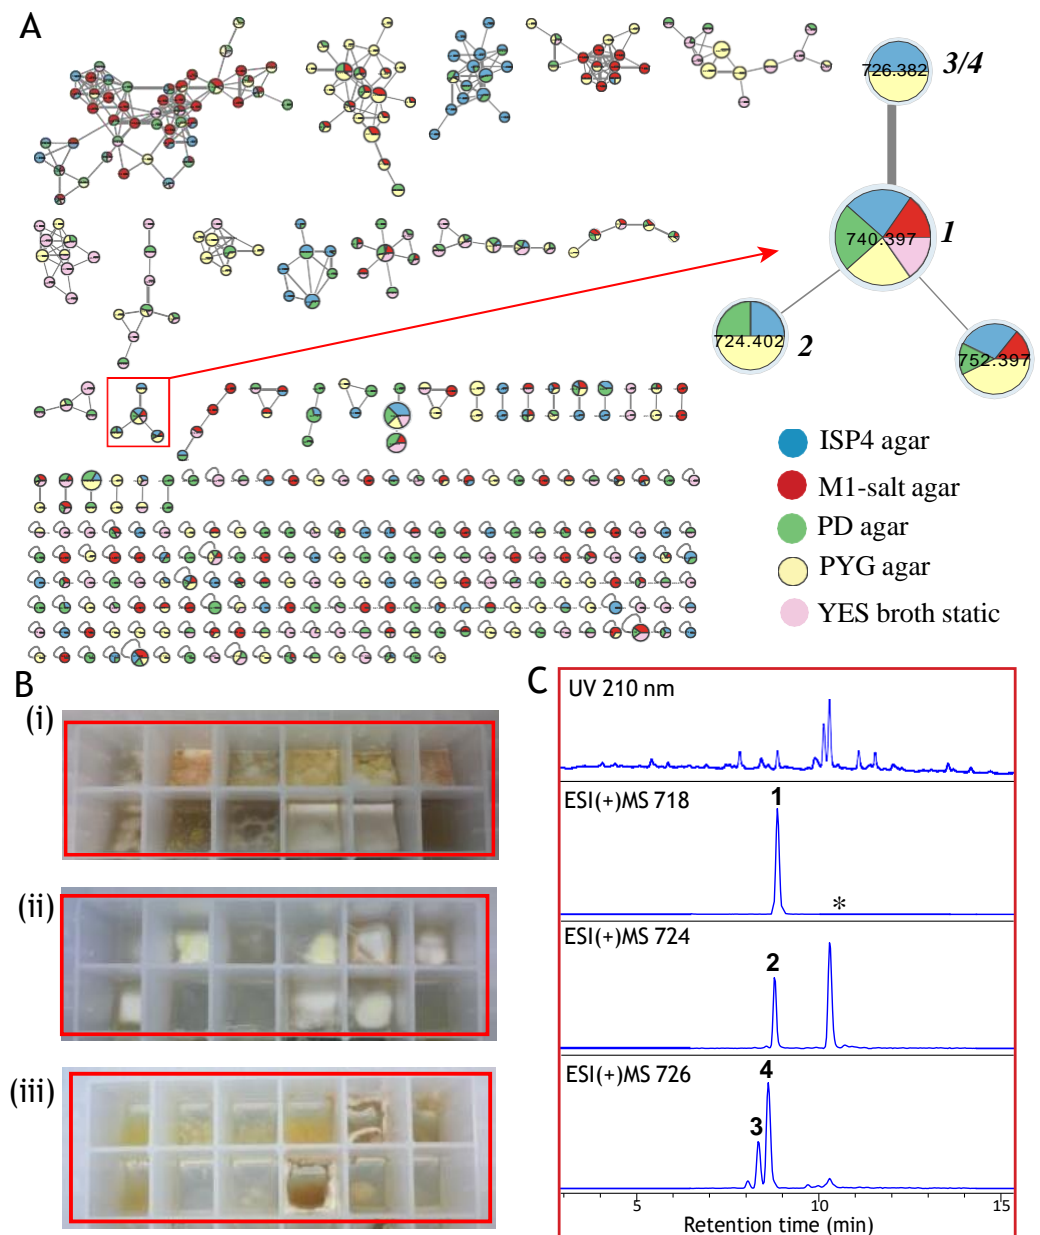 A
726.382
3/4
740.397
1
724.402
2
752.397
ISP4 agar
M1-salt agar
PD agar
PYG agar
YES broth static
B
(i)
(ii)
(iii)
C
UV 210 nm
ESI(+)MS 718
1
*
ESI(+)MS 724
2
ESI(+)MS 726
4
3
5
10
15
Retention time (min)